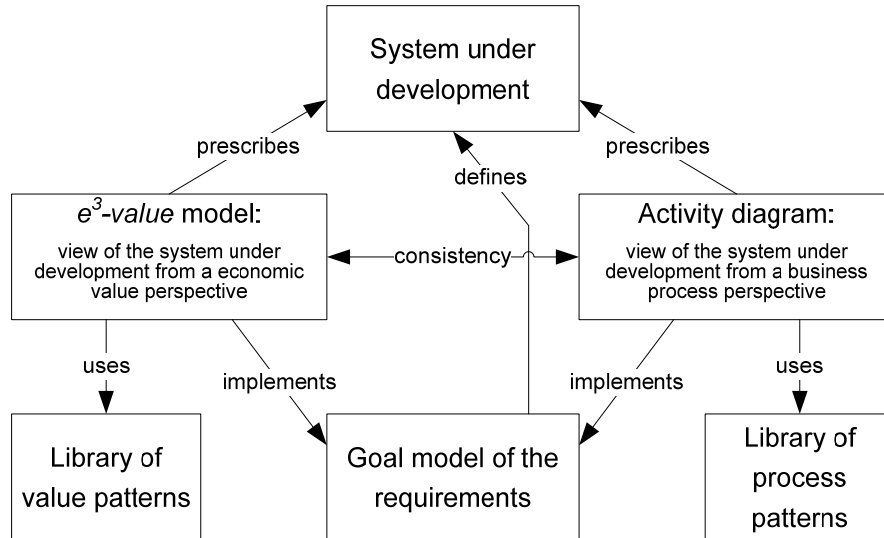 System under
development
prescribes
prescribes
defines
e³-value model:
view of the system under
development from a economic
value perspective
consistency
Activity diagram:
view of the system under
development from a business
process perspective
uses
implements
implements
uses
Library of
value patterns
Goal model of the
requirements
Library of
process
patterns